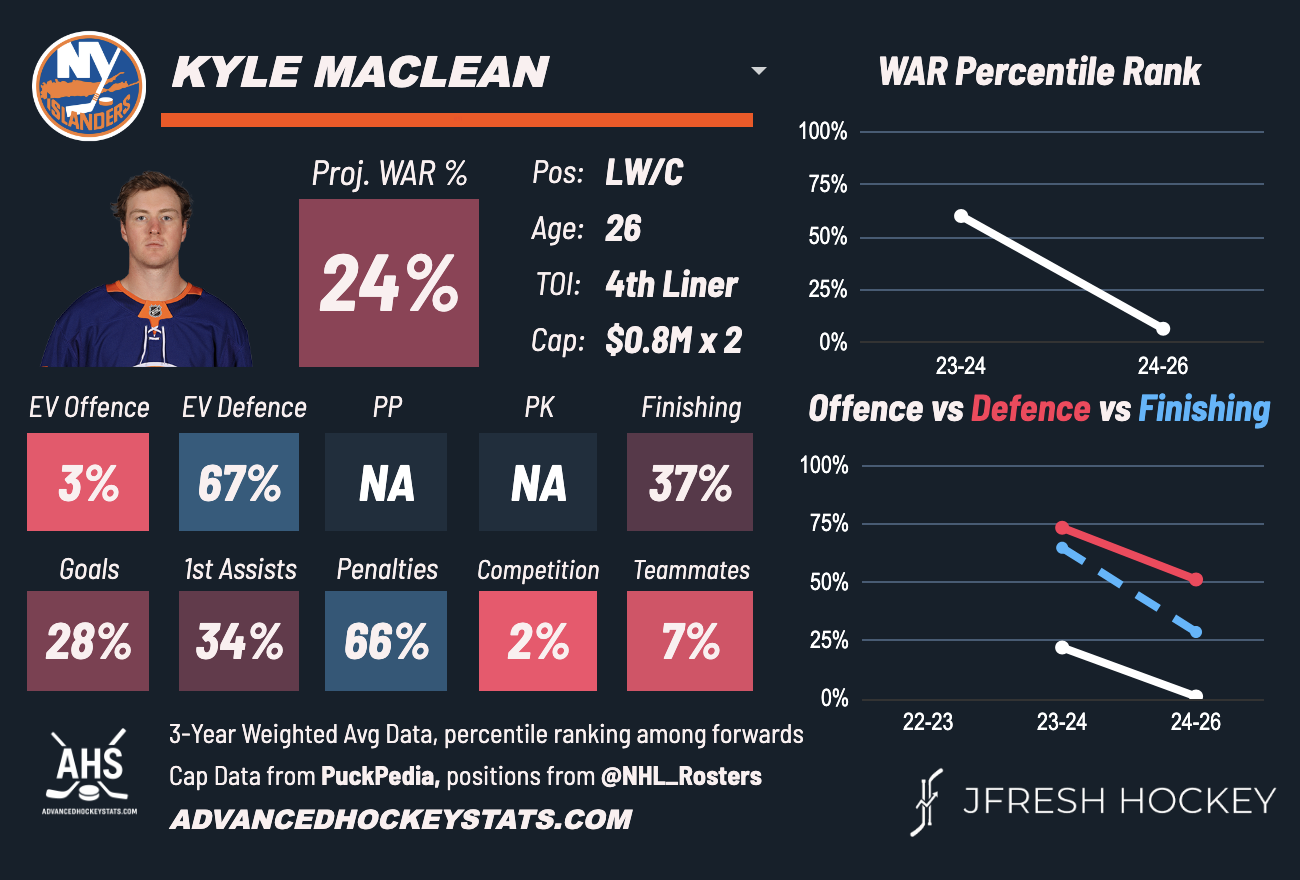 NY
ISLANDERS
KYLE MACLEAN
Proj. WAR %
24%
Pos: LW/C
Age: 26
TOI: 4th Liner
Cap: $0.8M x 2
EV Offence EV Defence PP PK Finishing
3% 67% NA NA 37%
Goals 1st Assists Penalties Competition Teammates
28% 34% 66% 2% 7%
WAR Percentile Rank
100%
75%
50%
25%
0%
23-24 24-26
Offence vs Defence vs Finishing
100%
75%
50%
25%
0%
22-23 23-24 24-26
AHS
ADVANCEDHOCKEYSTATS.COM
3-Year Weighted Avg Data, percentile ranking among forwards
Cap Data from PuckPedia, positions from @NHL_Rosters
ADVANCEDHOCKEYSTATS.COM
JFRESH HOCKEY